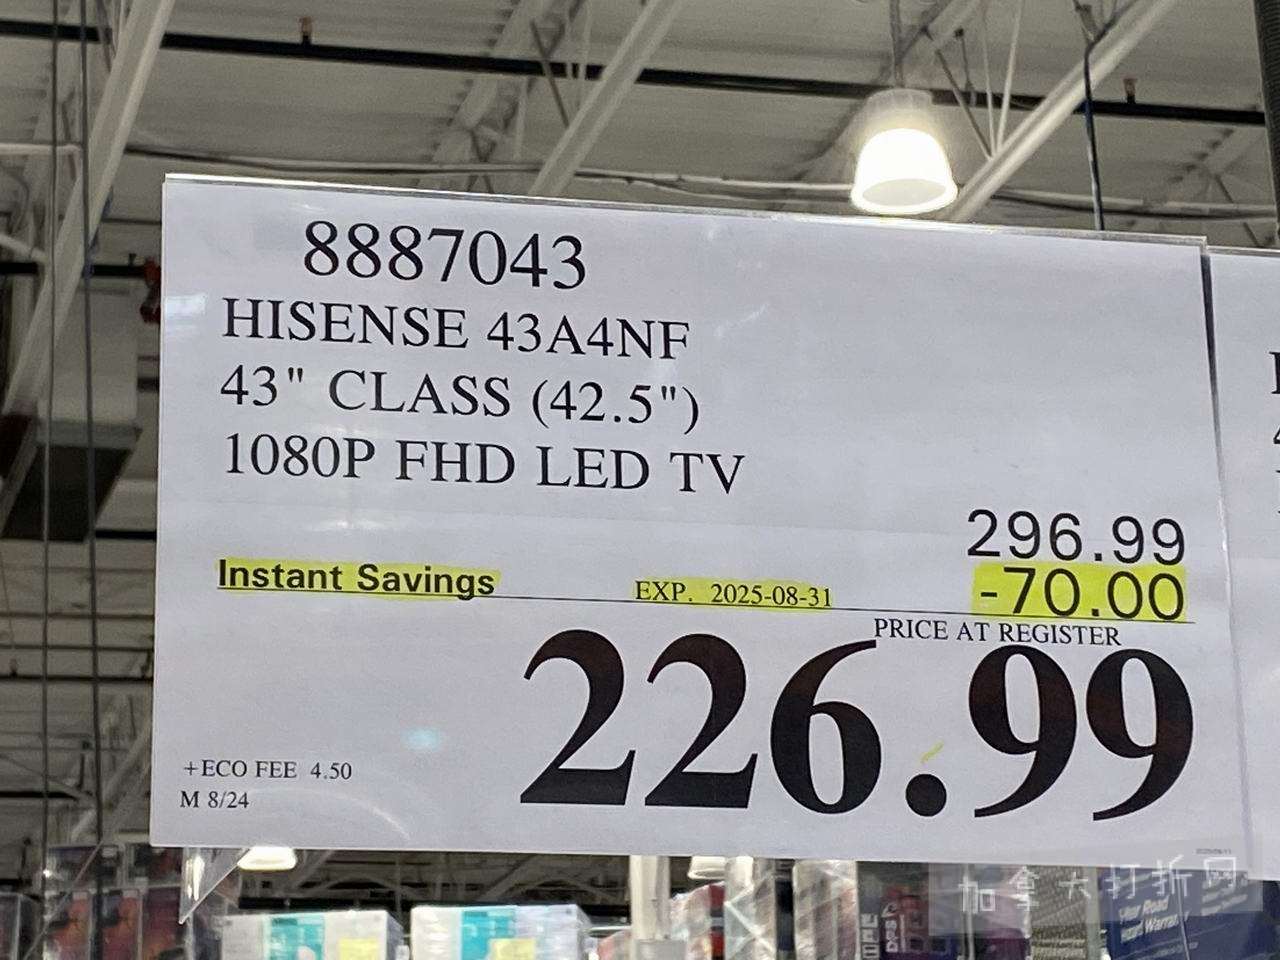 8887043
HISENSE 43A4NF
43" CLASS (42.5")
1080P FHD LED TV
296.99
Instant Savings EXP. 2025-08-31 -70.00
PRICE AT REGISTER
226.99
+ECO FEE 4.50
M 8/24
加拿大打折网
Road